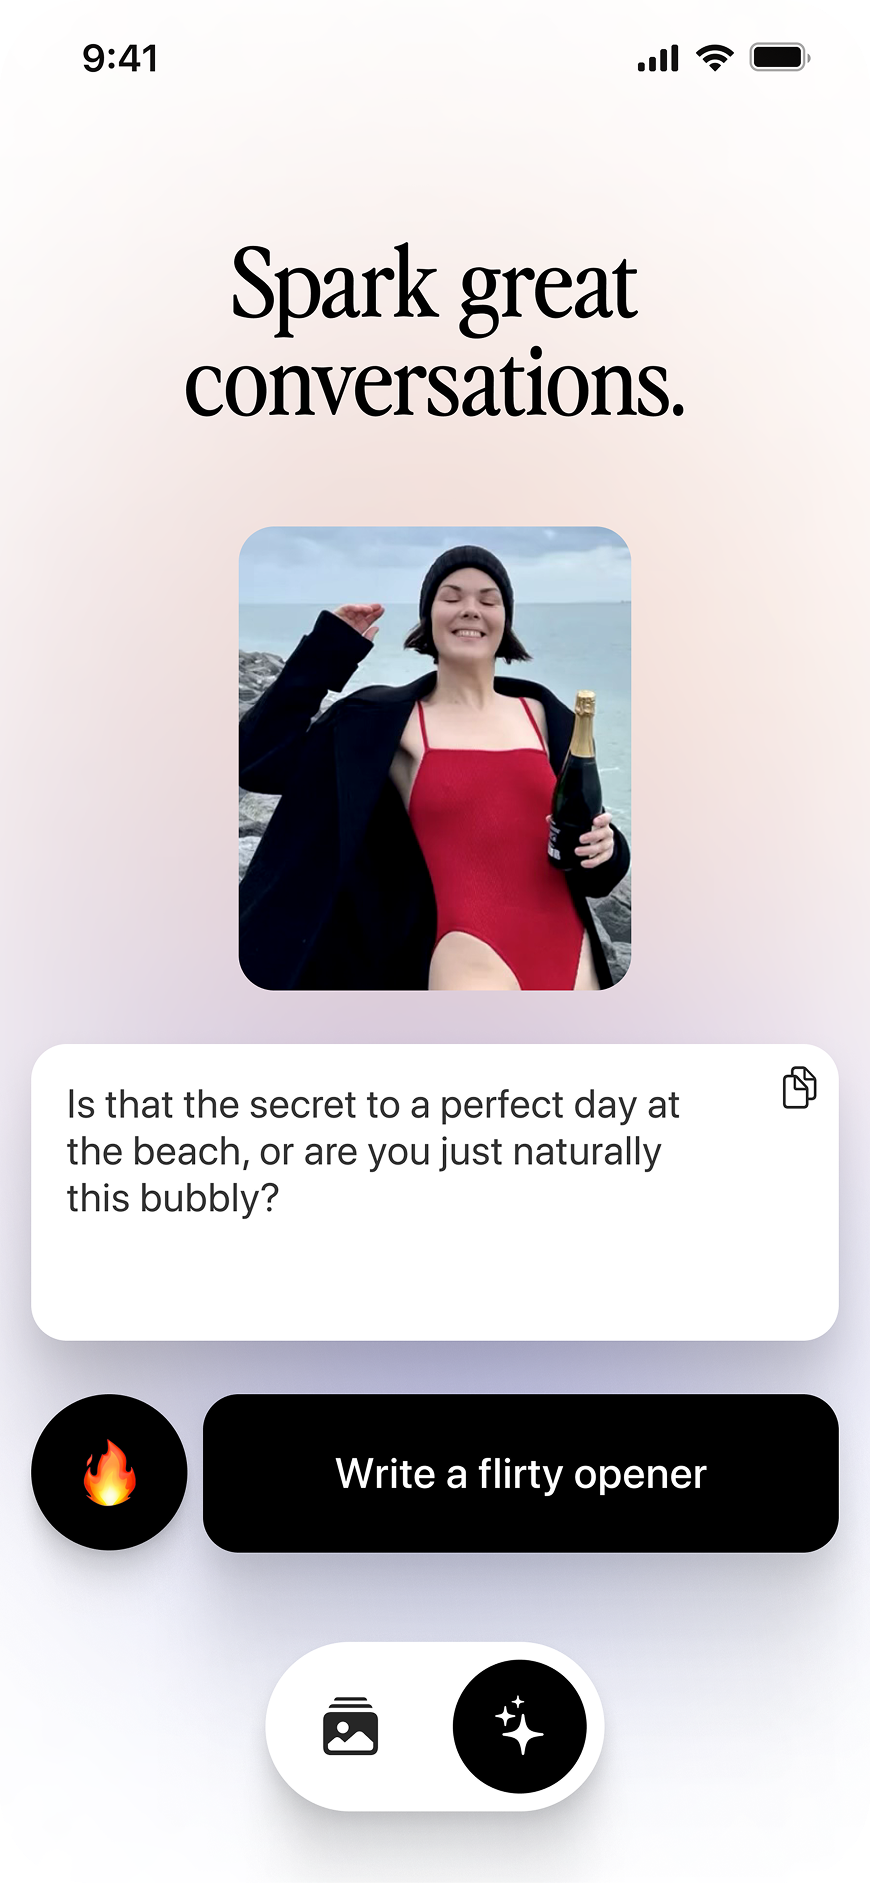 9:41
Spark great
conversations.
Is that the secret to a perfect day at
the beach, or are you just naturally
this bubbly?
Write a flirty opener